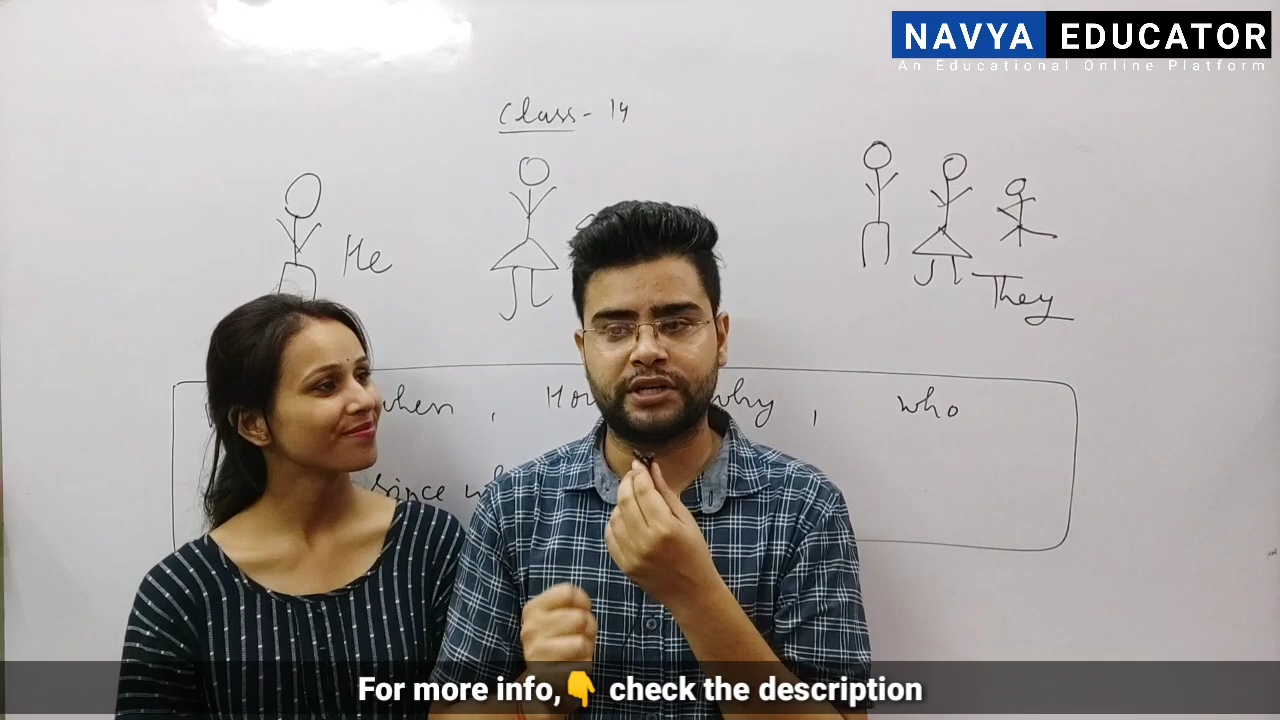 NAVYA EDUCATOR
An Educational Online Platform
Class - 14
He
They
when, How why, who
since
For more info,👇 check the description